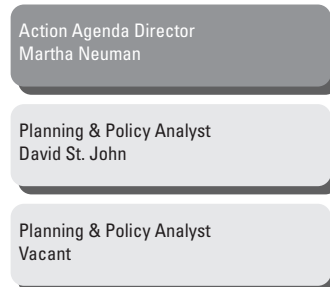 Action Agenda Director
Martha Neuman
Planning & Policy Analyst
David St. John
Planning & Policy Analyst
Vacant